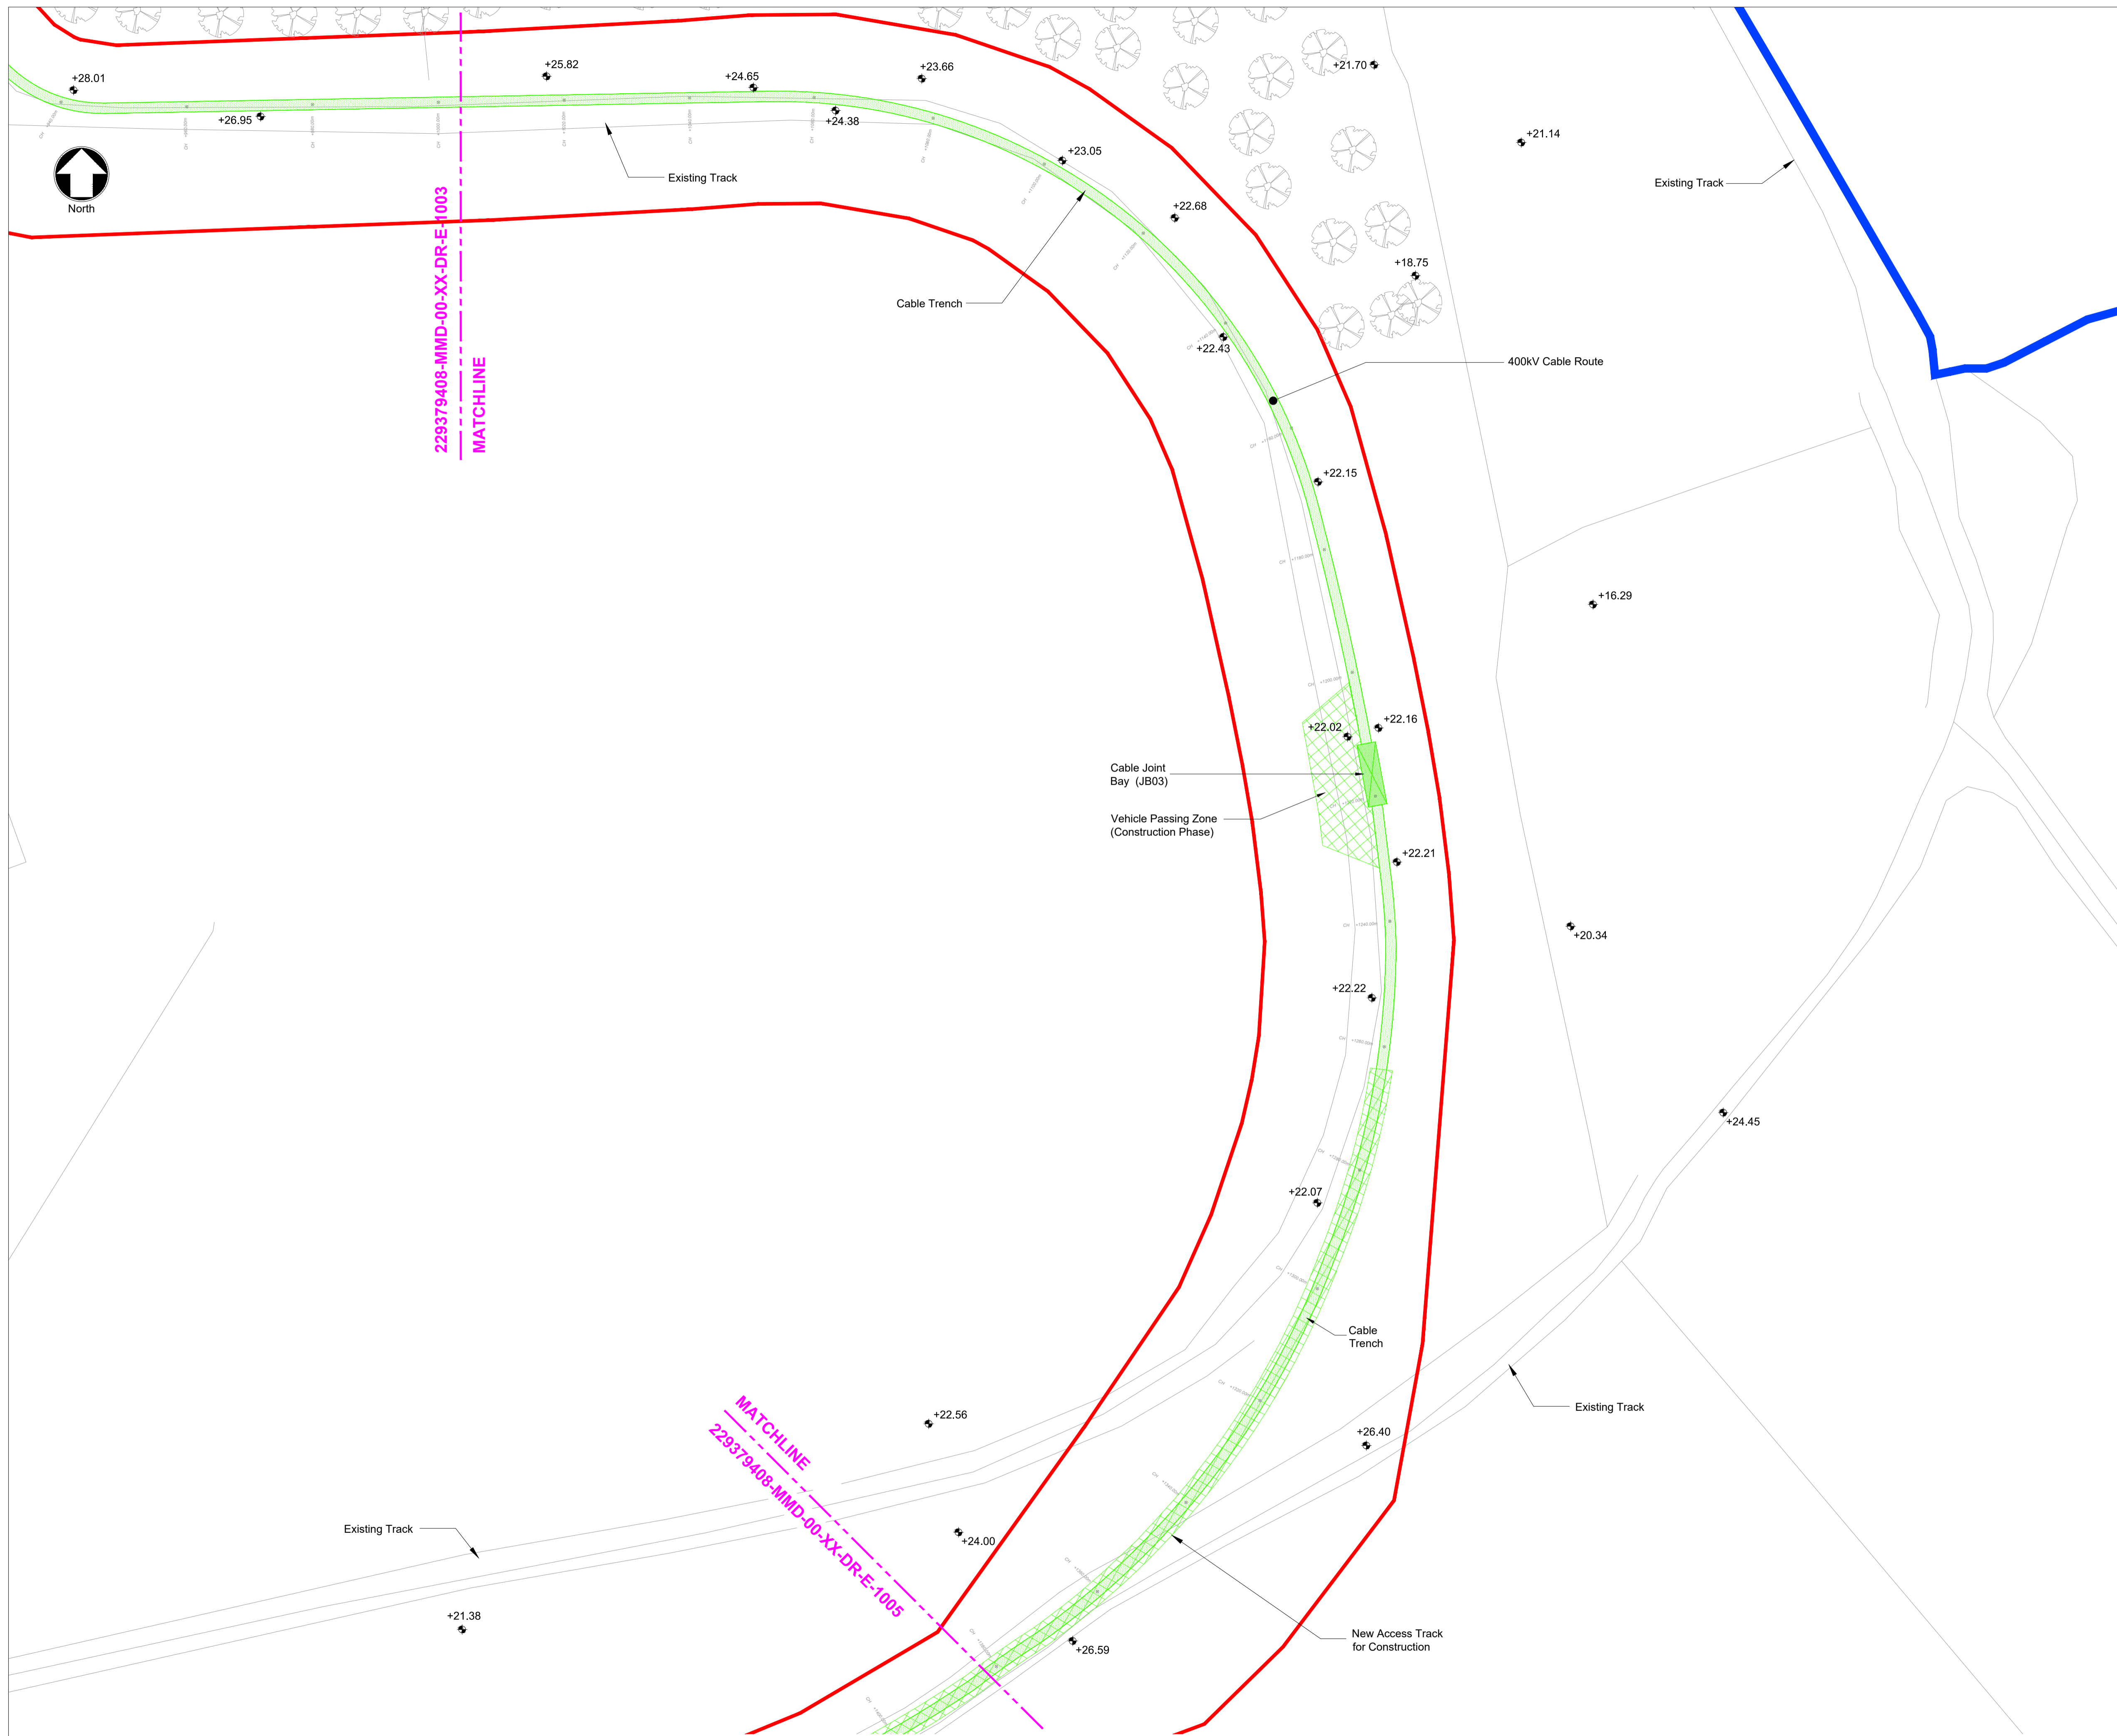 +28.01
+25.82
+24.65
+23.66
+21.70
+26.95
+24.38
+21.14
+23.05
Existing Track
Existing Track
North
+22.68
229379408-MMD-00-XX-DR-E-1003
MATCHLINE
Cable Trench
+18.75
+22.43
400kV Cable Route
+22.15
+16.29
+22.02
+22.16
Cable Joint
Bay (JB03)
Vehicle Passing Zone
(Construction Phase)
+22.21
+20.34
+22.22
+24.45
+22.07
Cable
Trench
MATCHLINE
229379408-MMD-00-XX-DR-E-1005
+22.56
Existing Track
+26.40
Existing Track
+24.00
+21.38
+26.59
New Access Track
for Construction